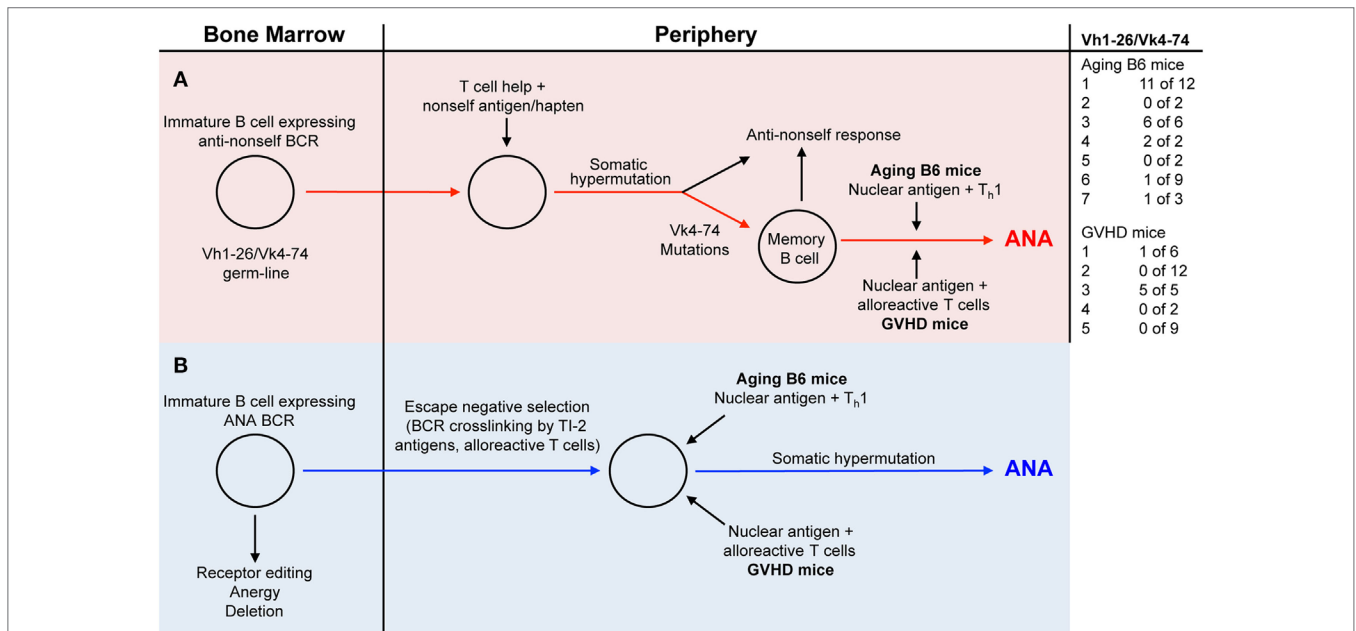 Bone Marrow
Periphery
Vh1-26/Vk4-74
A
Immature B cell expressing
anti-nonself BCR
Vh1-26/Vk4-74
germ-line
T cell help +
nonself antigen/hapten
Somatic
hypermutation
Anti-nonself response
Vk4-74
Mutations
Memory
B cell
Aging B6 mice
Nuclear antigen + Th1
ANA
Nuclear antigen +
alloreactive T cells
GVHD mice
Aging B6 mice
1 11 of 12
2 0 of 2
3 6 of 6
4 2 of 2
5 0 of 2
6 1 of 9
7 1 of 3
GVHD mice
1 1 of 6
2 0 of 12
3 5 of 5
4 0 of 2
5 0 of 9
B
Immature B cell expressing
ANA BCR
Receptor editing
Anergy
Deletion
Escape negative selection
(BCR crosslinking by TI-2
antigens, alloreactive T cells)
Aging B6 mice
Nuclear antigen + Th1
Somatic hypermutation
ANA
Nuclear antigen +
alloreactive T cells
GVHD mice